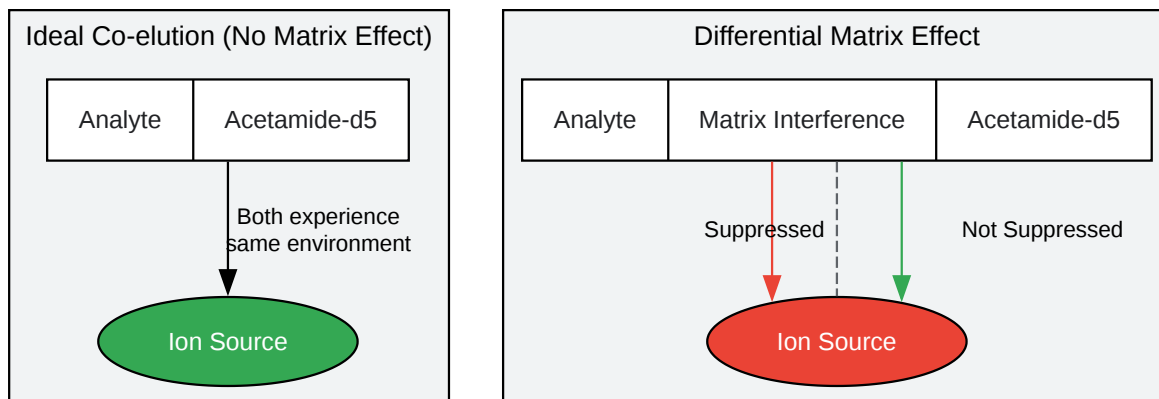 Ideal Co-elution (No Matrix Effect)
Analyte
Acetamide-d5
Both experience
same environment
Ion Source
Differential Matrix Effect
Analyte
Matrix Interference
Acetamide-d5
Suppressed
Not Suppressed
Ion Source